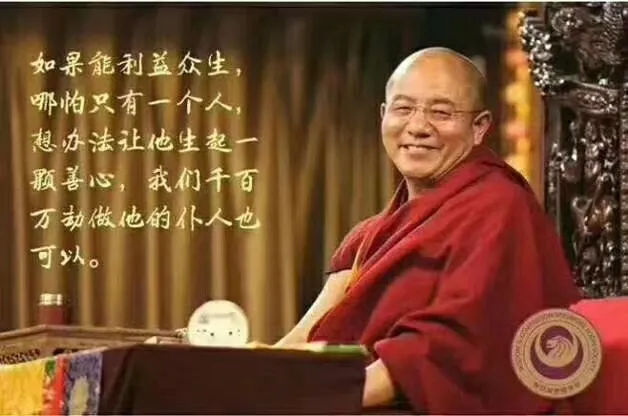 如果能利益众生，
哪怕只有一个人，
想办法让他生起一
颗善心，我们千百
万劫做他的仆人也
可以。